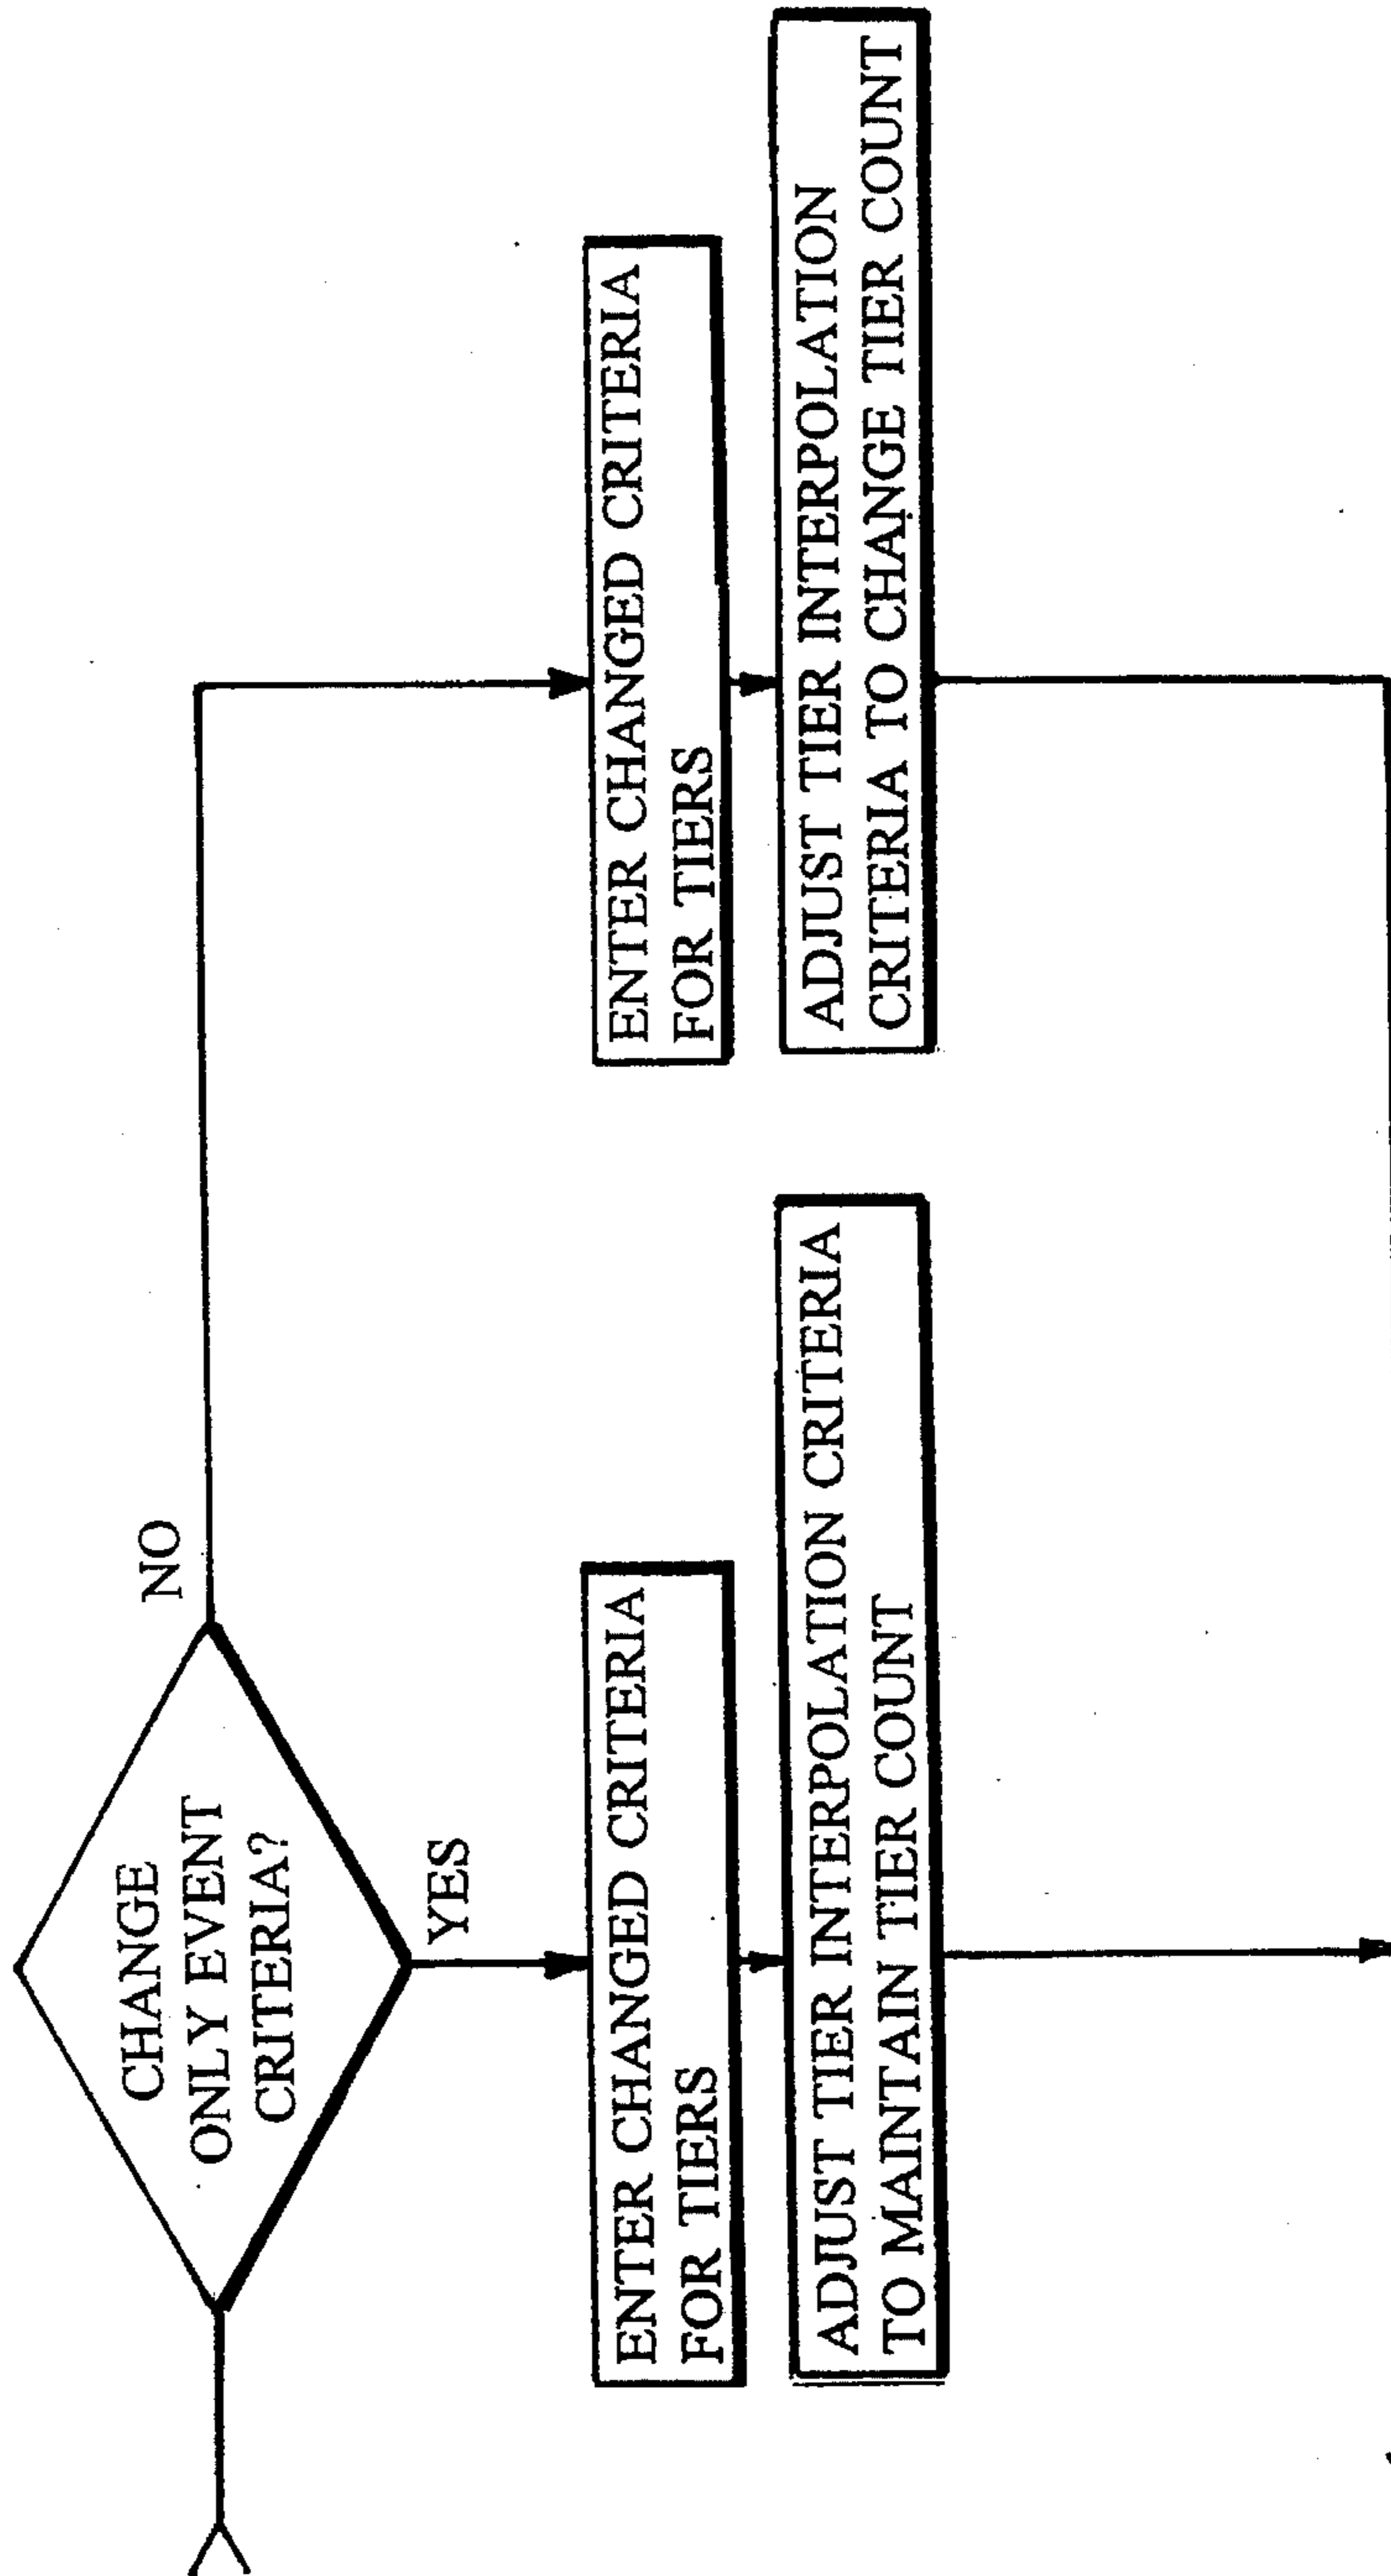 CHANGE
ONLY EVENT
CRITERIA?
NO
YES
ENTER CHANGED CRITERIA
FOR TIERS
ADJUST TIER INTERPOLATION CRITERIA
TO MAINTAIN TIER COUNT
ENTER CHANGED CRITERIA
FOR TIERS
ADJUST TIER INTERPOLATION
CRITERIA TO CHANGE TIER COUNT